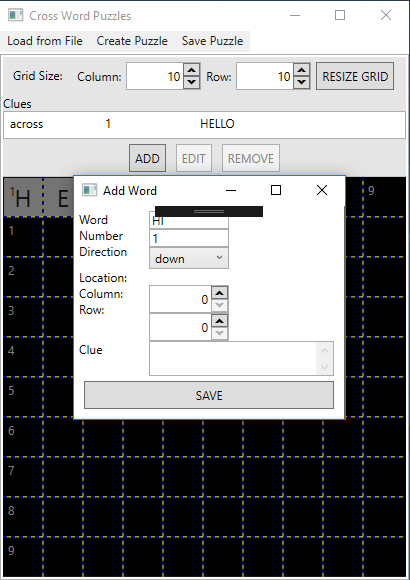 Cross Word Puzzles
Load from File Create Puzzle Save Puzzle
Grid Size: Column: 10 Row: 10 RESIZE GRID
Clues
across 1 HELLO
ADD EDIT REMOVE
1 H E 9
Add Word
Word HI
Number 1
Direction down
Location:
Column: 0
Row: 0
Clue
SAVE
1
2
3
4
5
6
7
8
9